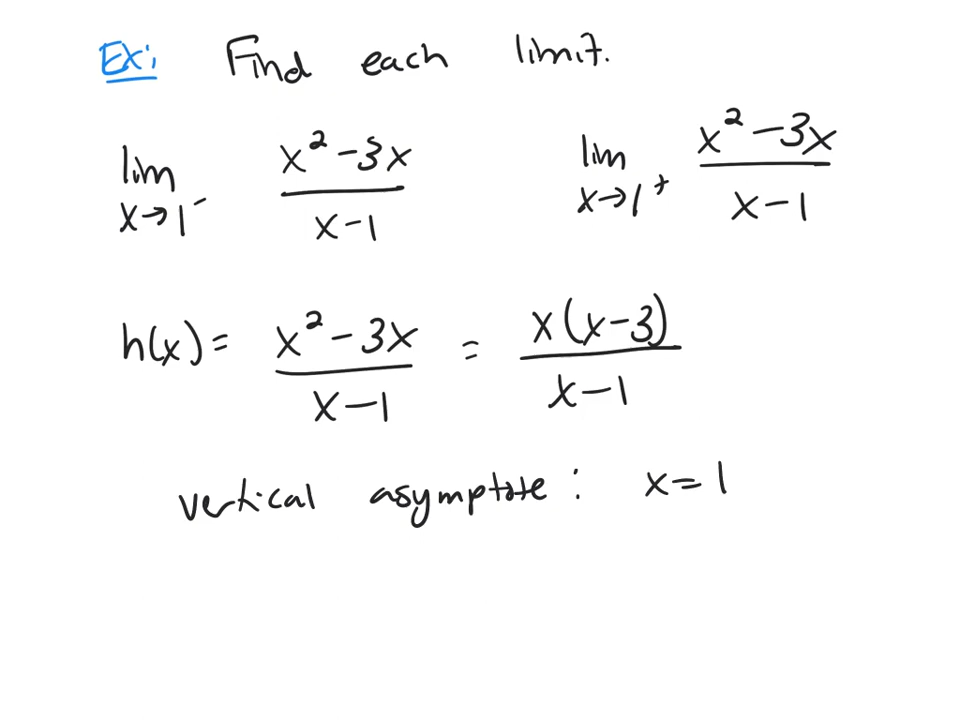 Ex: Find each limit.
lim x→1⁻ (x² - 3x)/(x - 1)    lim x→1⁺ (x² - 3x)/(x - 1)
h(x) = (x² - 3x)/(x - 1) = x(x - 3)/(x - 1)
vertical asymptote : x = 1